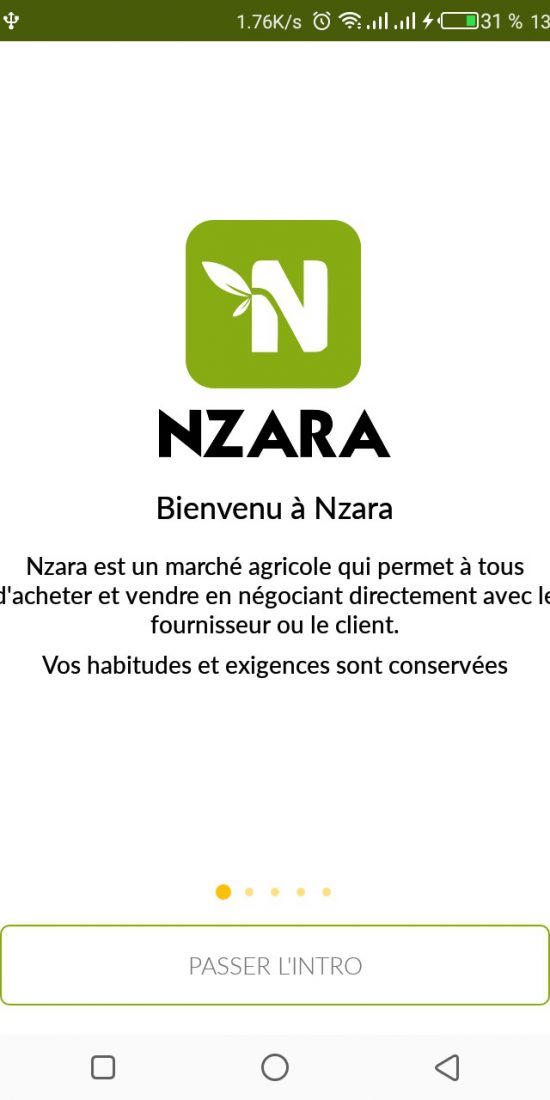 1.76K/s 31 % 13
N
NZARA
Bienvenu à Nzara
Nzara est un marché agricole qui permet à tous
d'acheter et vendre en négociant directement avec le
fournisseur ou le client.
Vos habitudes et exigences sont conservées
PASSER L'INTRO